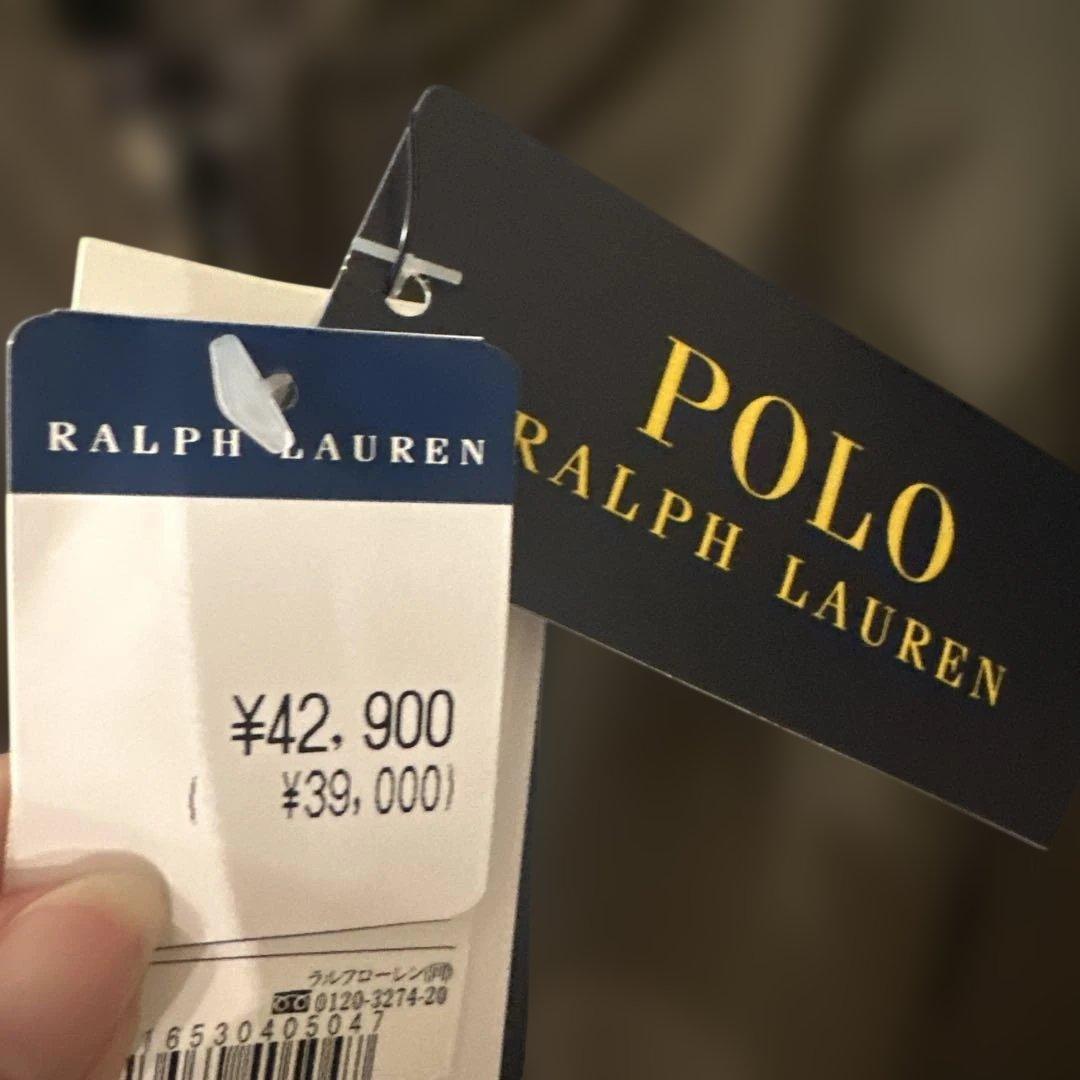 RALPH LAUREN
¥42,900
(¥39,000)
ラルフローレン㈱
0120-3274-20
16530405047
POLO
RALPH LAUREN